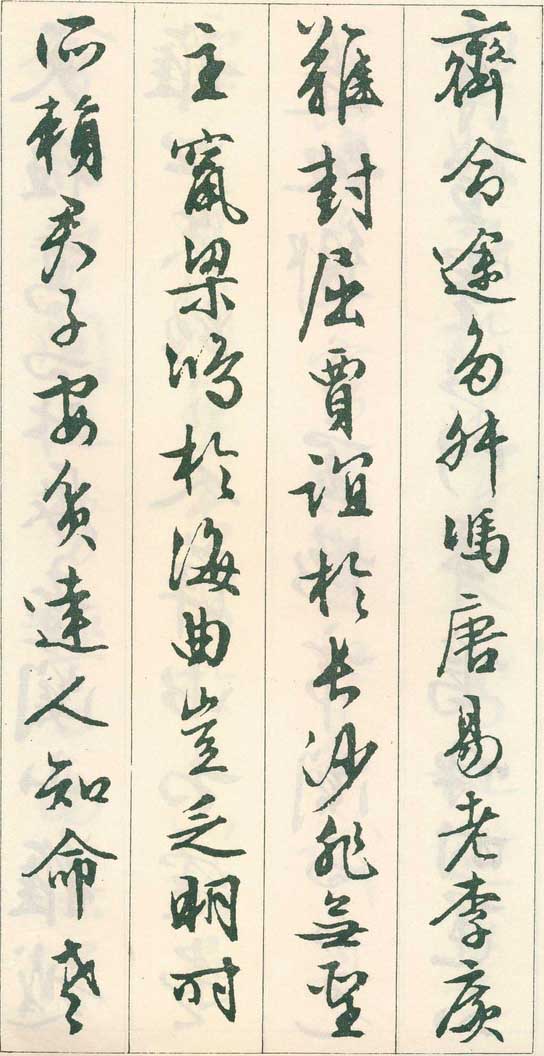 齊命途多舛馮唐易老李廣
難封屈賈誼於長沙非無聖
主竄梁鴻於海曲豈乏明時
所賴君子安貧達人知命老